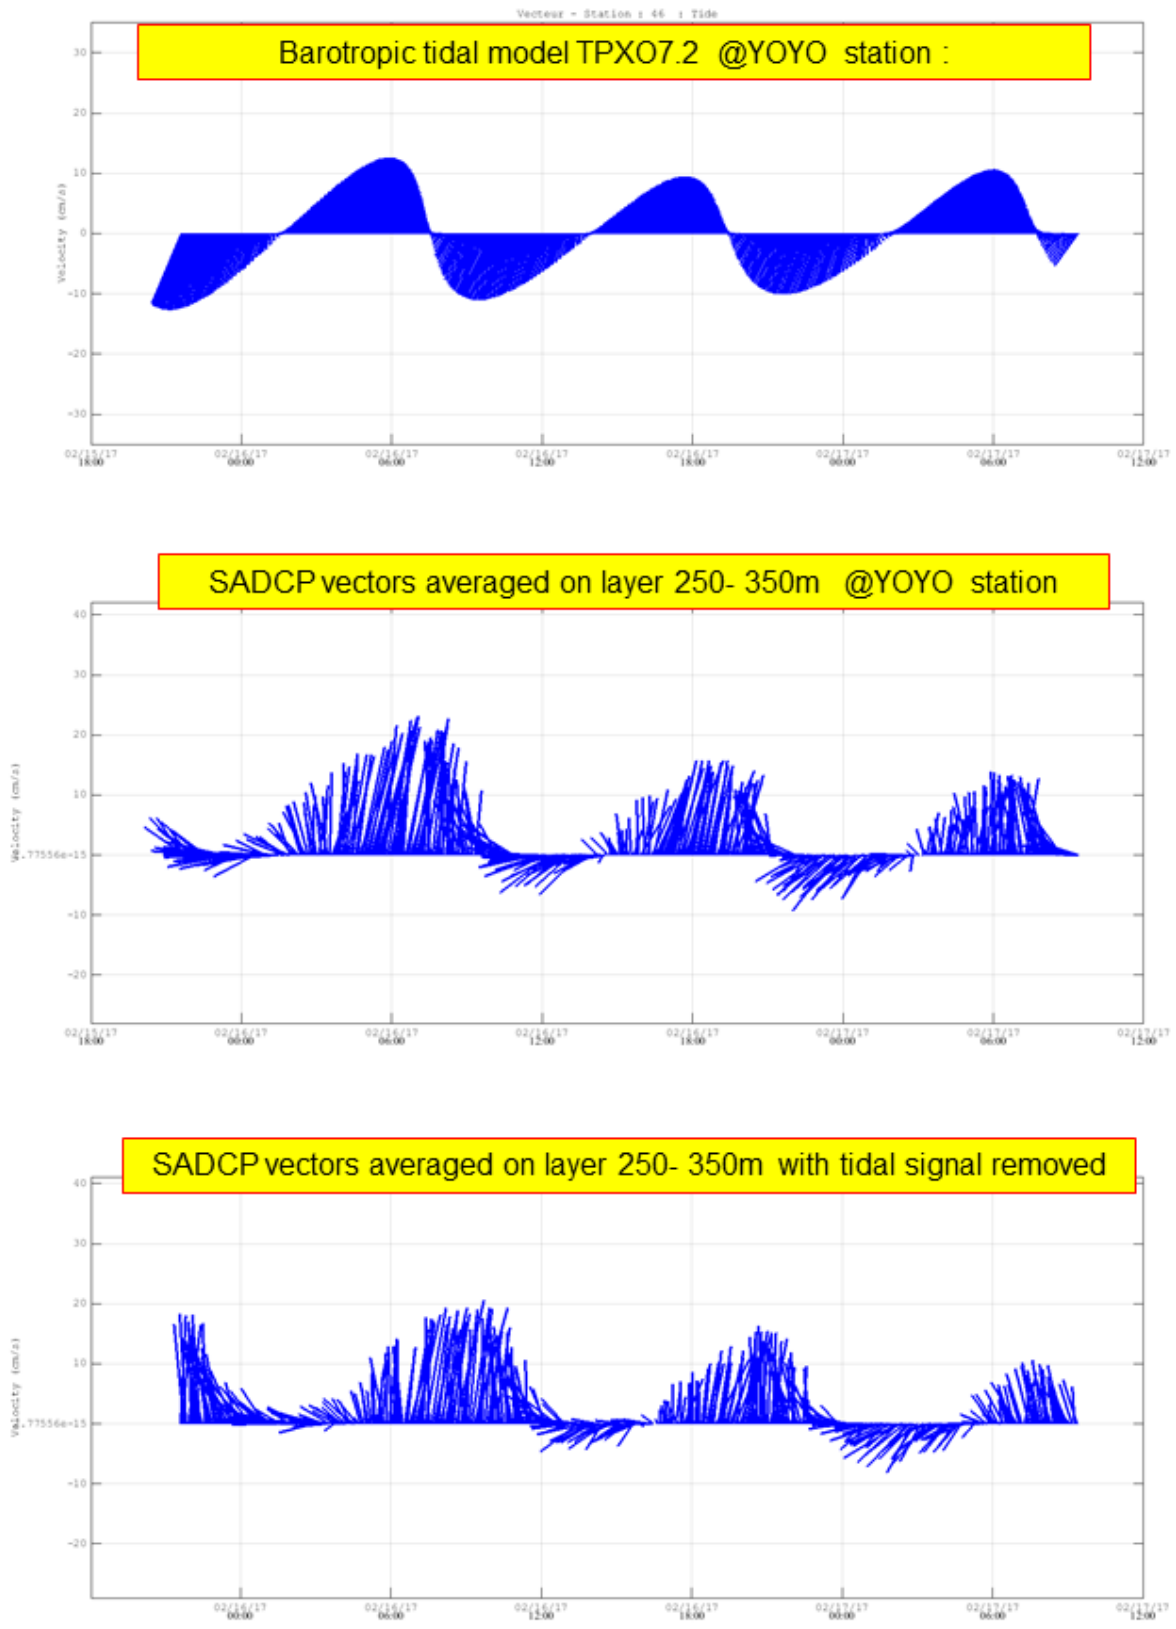 Vecteur - Station : 46 : Tide
Barotropic tidal model TPXO7.2 @YOYO station :
Velocity (cm/s)
30
20
10
0
-10
-20
-30
02/15/17 02/16/17 02/16/17 02/16/17 02/16/17 02/17/17 02/17/17 02/17/17
18:00 00:00 06:00 12:00 18:00 00:00 06:00 12:00
SADCP vectors averaged on layer 250- 350m @YOYO station
Velocity (cm/s)
40
30
20
10
.77556e-15
-10
-20
02/15/17 02/16/17 02/16/17 02/16/17 02/16/17 02/17/17 02/17/17 02/17/17
18:00 00:00 06:00 12:00 18:00 00:00 06:00 12:00
SADCP vectors averaged on layer 250- 350m with tidal signal removed
Velocity (cm/s)
40
30
20
10
.77556e-15
-10
-20
02/16/17 02/16/17 02/16/17 02/16/17 02/17/17 02/17/17 02/17/17
00:00 06:00 12:00 18:00 00:00 06:00 12:00